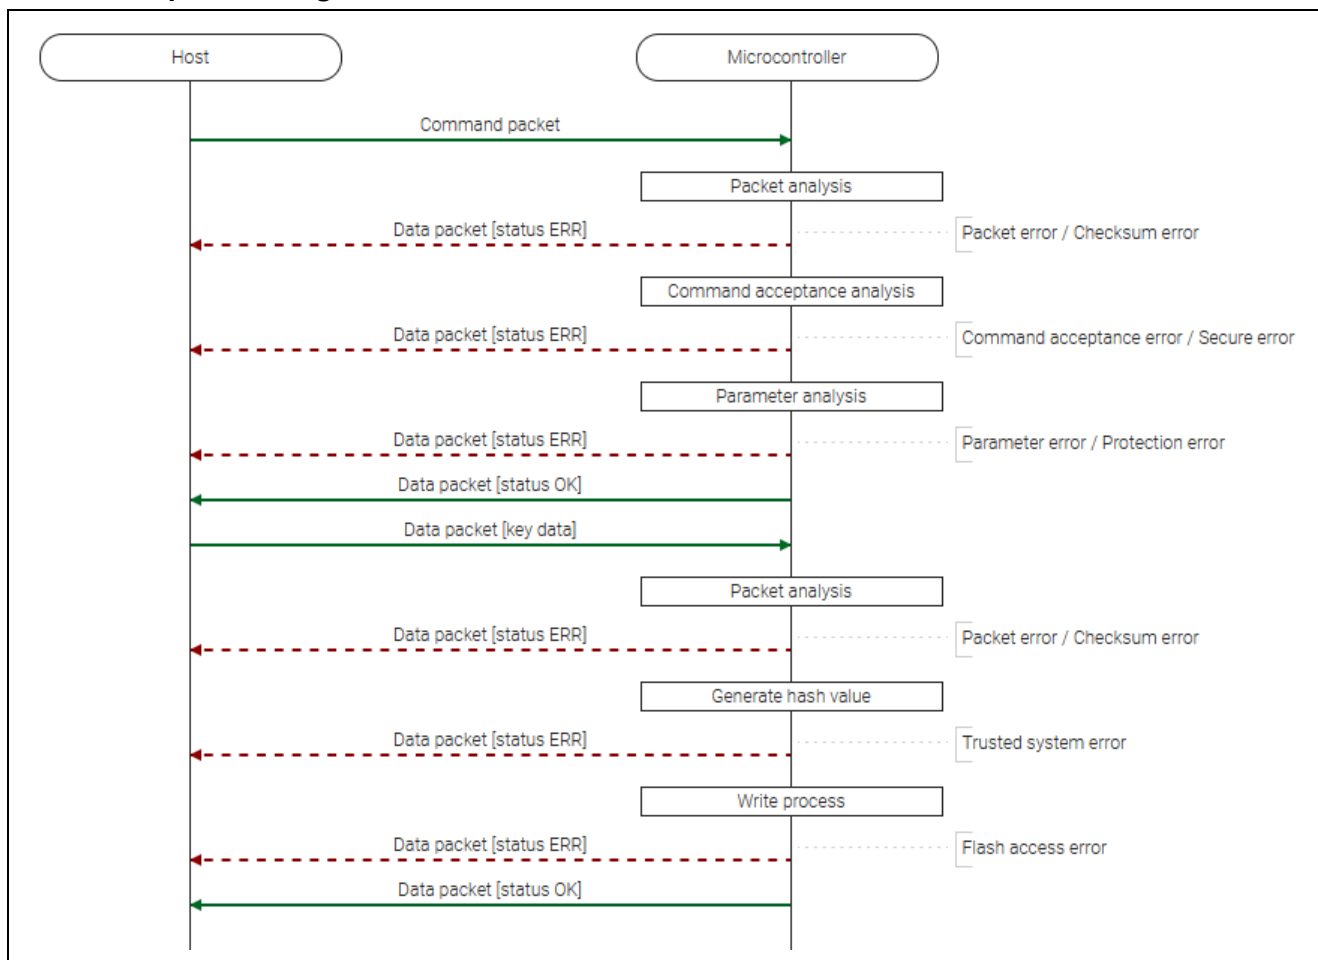 Host
Microcontroller
Command packet
Packet analysis
Data packet [status ERR]
Packet error / Checksum error
Command acceptance analysis
Data packet [status ERR]
Command acceptance error / Secure error
Parameter analysis
Data packet [status ERR]
Parameter error / Protection error
Data packet [status OK]
Data packet [key data]
Packet analysis
Data packet [status ERR]
Packet error / Checksum error
Generate hash value
Data packet [status ERR]
Trusted system error
Write process
Data packet [status ERR]
Flash access error
Data packet [status OK]